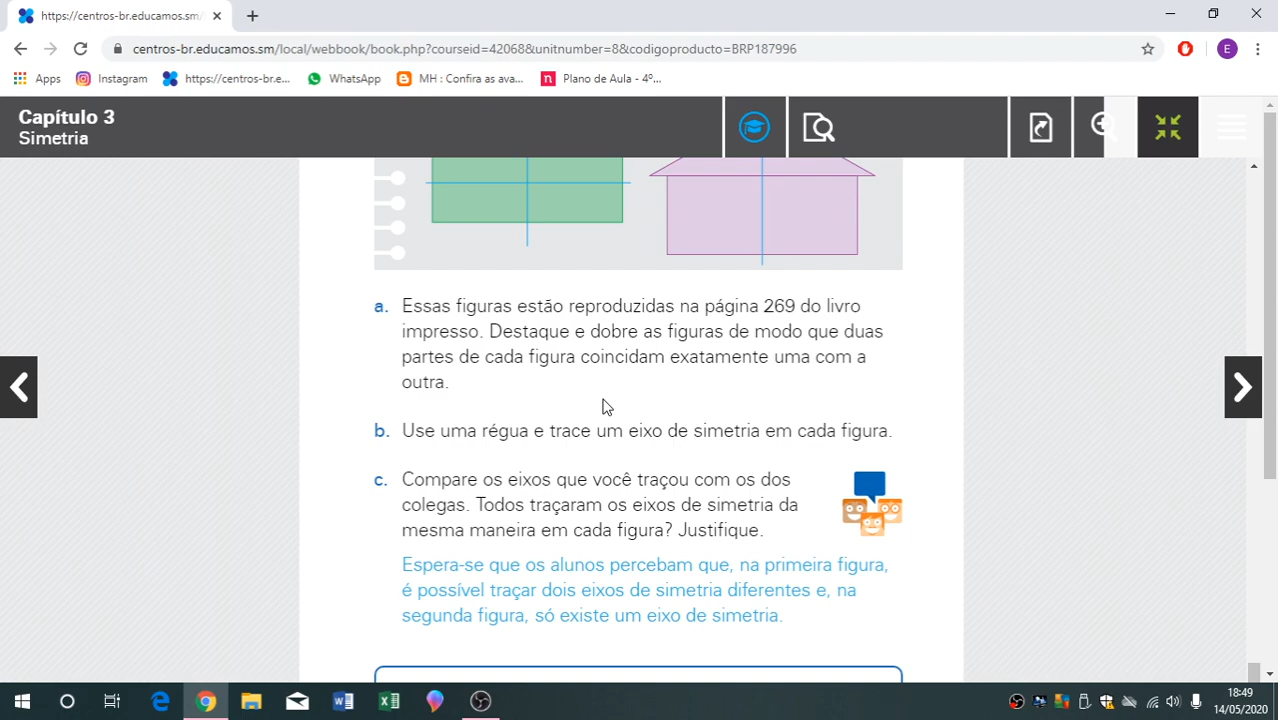 https://centros-br.educamos.sm/
centros-br.educamos.sm/local/webbook/book.php?courseid=42068&unitnumber=8&codigoproducto=BRP187996
E
Apps Instagram https://centros-br.e... WhatsApp MH : Confira as ava... Plano de Aula - 4º...
Capítulo 3
Simetria
a. Essas figuras estão reproduzidas na página 269 do livro
impresso. Destaque e dobre as figuras de modo que duas
partes de cada figura coincidam exatamente uma com a
outra.
b. Use uma régua e trace um eixo de simetria em cada figura.
c. Compare os eixos que você traçou com os dos
colegas. Todos traçaram os eixos de simetria da
mesma maneira em cada figura? Justifique.
Espera-se que os alunos percebam que, na primeira figura,
é possível traçar dois eixos de simetria diferentes e, na
segunda figura, só existe um eixo de simetria.
18:49
14/05/2020